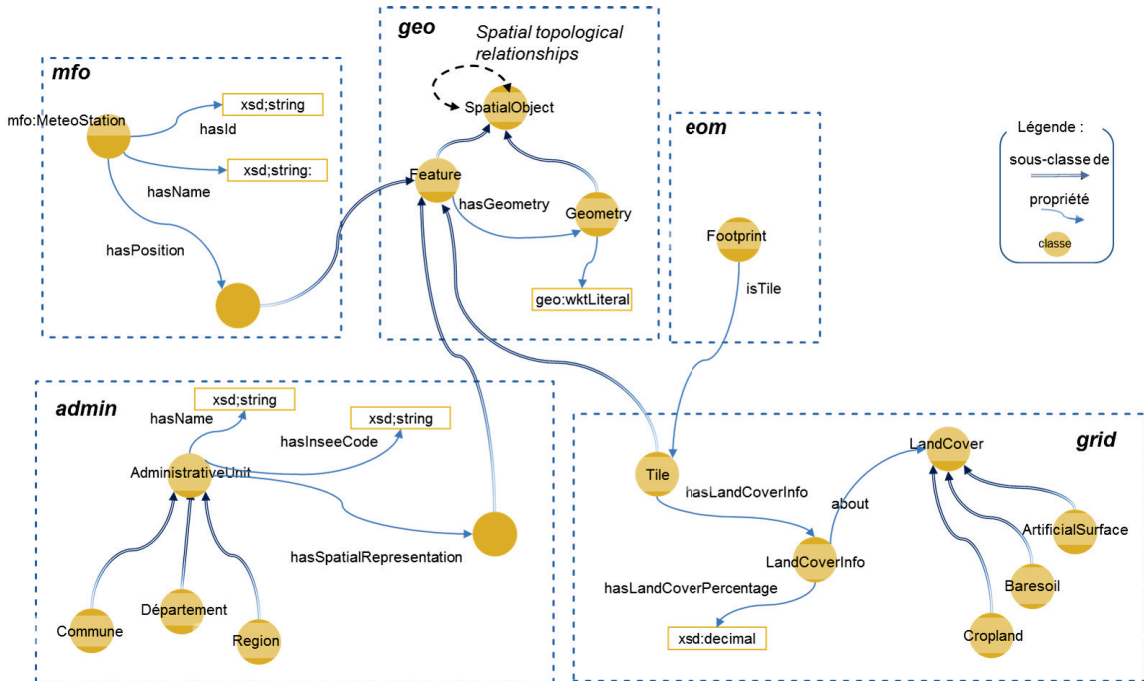 geo
Spatial topological
relationships
mfo
xsd;string
mfo:MeteoStation
hasId
SpatialObject
eom
Légende :
sous-classe de
xsd;string:
hasName
Feature
hasGeometry
Geometry
propriété
classe
Footprint
hasPosition
isTile
geo:wktLiteral
admin
xsd;string
hasName
xsd;string
hasInseeCode
AdministrativeUnit
hasSpatialRepresentation
Commune
Département
Region
grid
LandCover
Tile
hasLandCoverInfo
about
ArtificialSurface
LandCoverInfo
hasLandCoverPercentage
Baresoil
xsd:decimal
Cropland